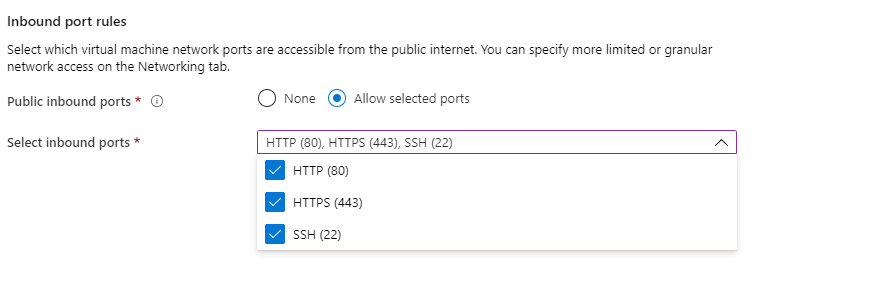 Inbound port rules
Select which virtual machine network ports are accessible from the public internet. You can specify more limited or granular
network access on the Networking tab.
Public inbound ports * None Allow selected ports
Select inbound ports * HTTP (80), HTTPS (443), SSH (22)
HTTP (80)
HTTPS (443)
SSH (22)